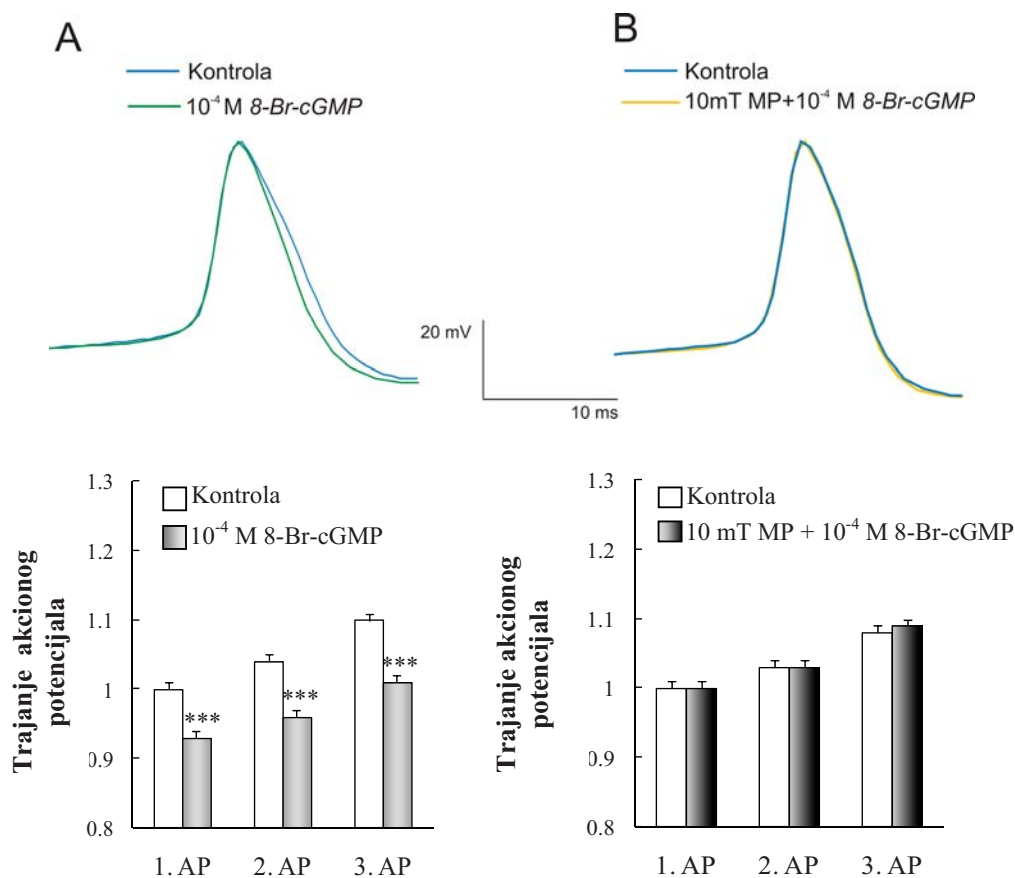 A
Kontrola
10⁻⁴ M 8-Br-cGMP
B
Kontrola
10mT MP+10⁻⁴ M 8-Br-cGMP
20 mV
10 ms
Trajanje akcionog
potencijala
1.3
1.2
1.1
1
0.9
0.8
Kontrola
10⁻⁴ M 8-Br-cGMP
***
***
***
1. AP 2. AP 3. AP
Trajanje akcionog
potencijala
1.3
1.2
1.1
1
0.9
0.8
Kontrola
10 mT MP + 10⁻⁴ M 8-Br-cGMP
1. AP 2. AP 3. AP